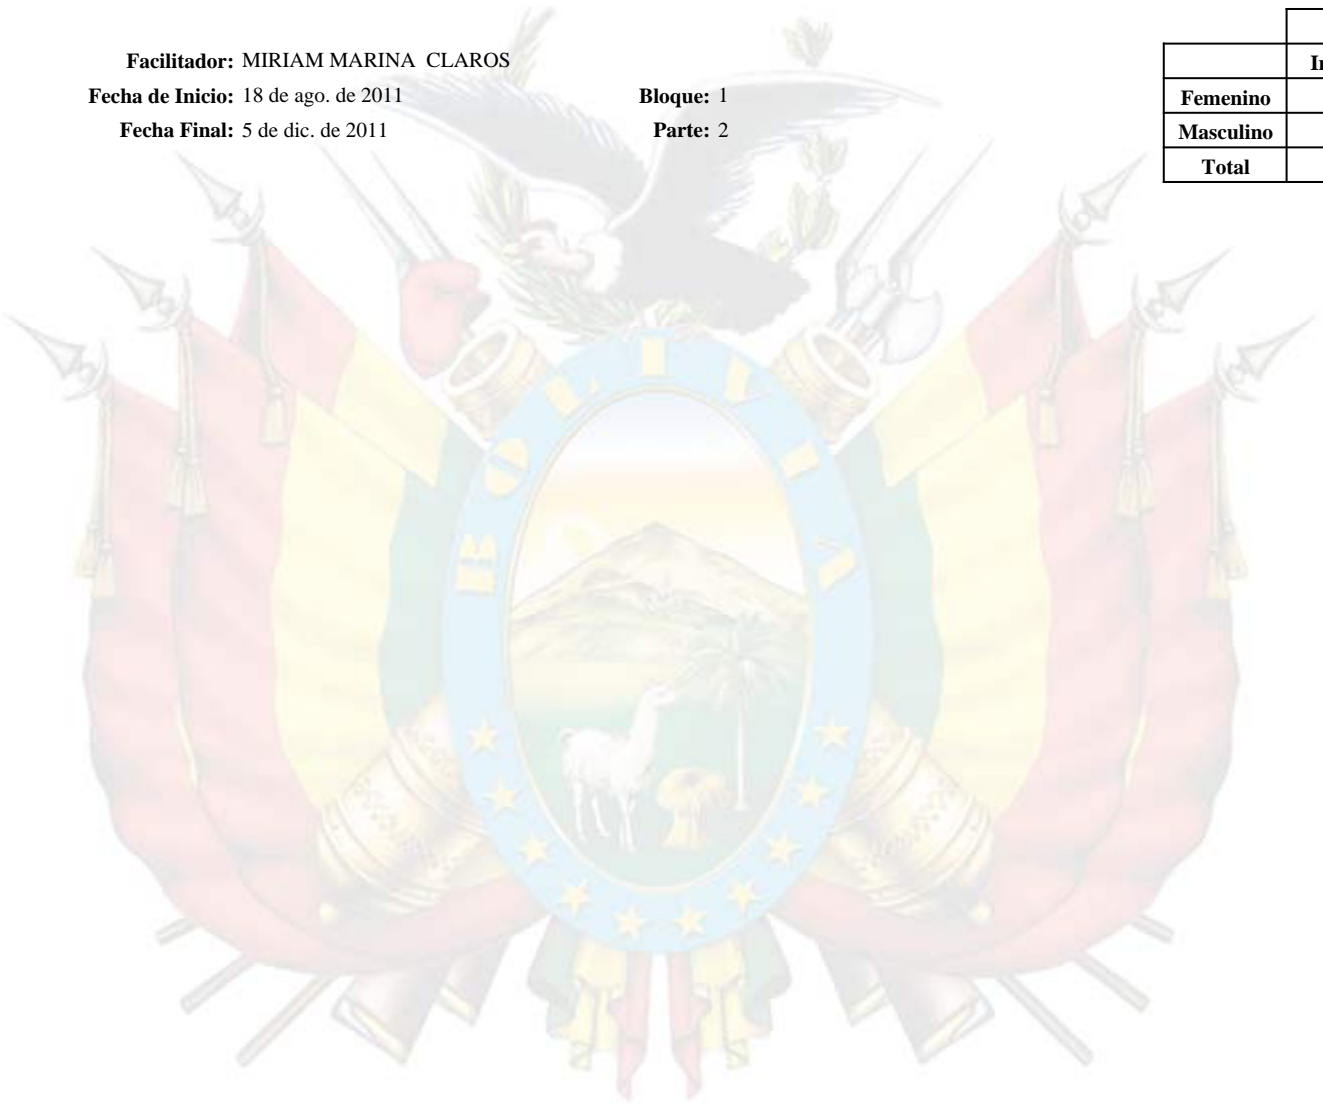 Facilitador: MIRIAM MARINA CLAROS
Fecha de Inicio: 18 de ago. de 2011 Bloque: 1
Fecha Final: 5 de dic. de 2011 Parte: 2
Femenino
Masculino
Total
BOLIVIA